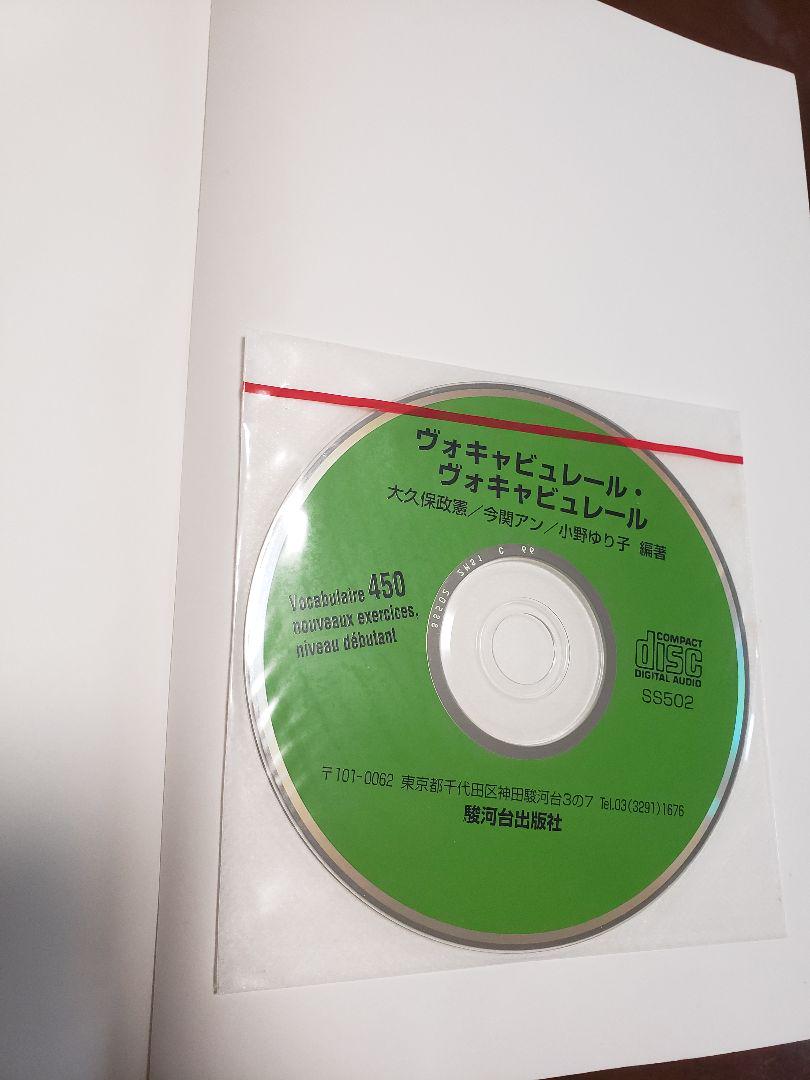 ヴォキャビュレール・
ヴォキャビュレール
大久保政憲／今関アン／小野ゆり子 編著
Vocabulaire 450
nouveaux exercices,
niveau débutant
COMPACT
disc
DIGITAL AUDIO
SS502
〒101-0062 東京都千代田区神田駿河台3の7 Tel.03(3291)1676
駿河台出版社